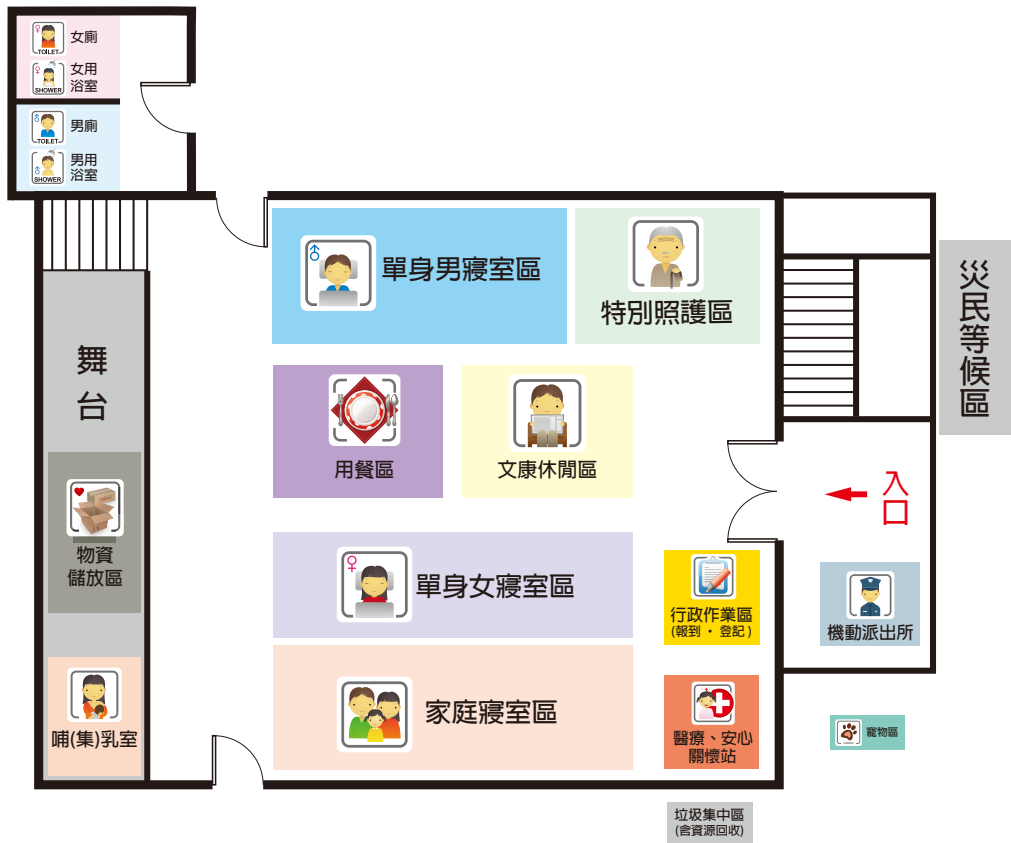 TOILET
女廁
SHOWER
女用
浴室
TOILET
男廁
SHOWER
男用
浴室
單身男寢室區
特別照護區
災民等候區
舞台
用餐區
文康休閒區
入口
物資
儲放區
單身女寢室區
行政作業區
(報到 · 登記)
機動派出所
哺(集)乳室
家庭寢室區
醫療、安心
關懷站
寵物區
垃圾集中區
(含資源回收)